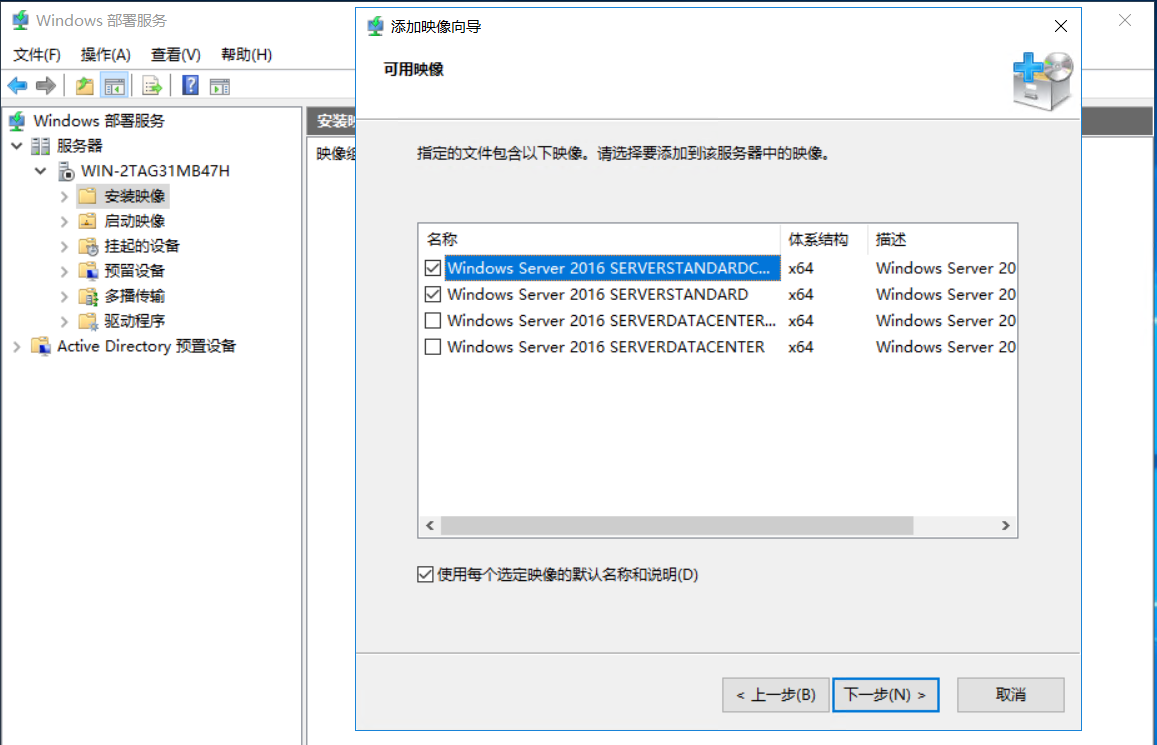 Windows 部署服务
文件(F) 操作(A) 查看(V) 帮助(H)
Windows 部署服务
服务器
WIN-2TAG31MB47H
安装映像
启动映像
挂起的设备
预留设备
多播传输
驱动程序
Active Directory 预置设备
添加映像向导
可用映像
指定的文件包含以下映像。请选择要添加到该服务器中的映像。
名称 体系结构 描述
Windows Server 2016 SERVERSTANDARDC... x64 Windows Server 20
Windows Server 2016 SERVERSTANDARD x64 Windows Server 20
Windows Server 2016 SERVERDATACENTER... x64 Windows Server 20
Windows Server 2016 SERVERDATACENTER x64 Windows Server 20
使用每个选定映像的默认名称和说明(D)
< 上一步(B) 下一步(N) > 取消